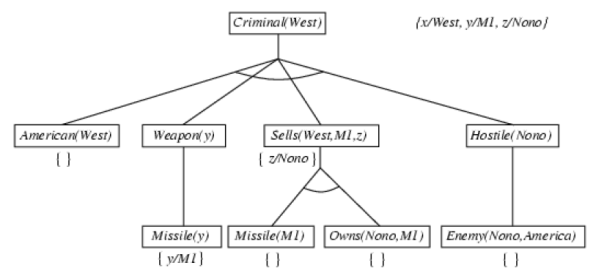 Criminal(West) {x/West, y/M1, z/Nono}
American(West) Weapon(y) Sells(West,M1,z) Hostile(Nono)
{ } { z/Nono }
Missile(y) Missile(M1) Owns(Nono,M1) Enemy(Nono,America)
{ y/M1 } { } { } { }